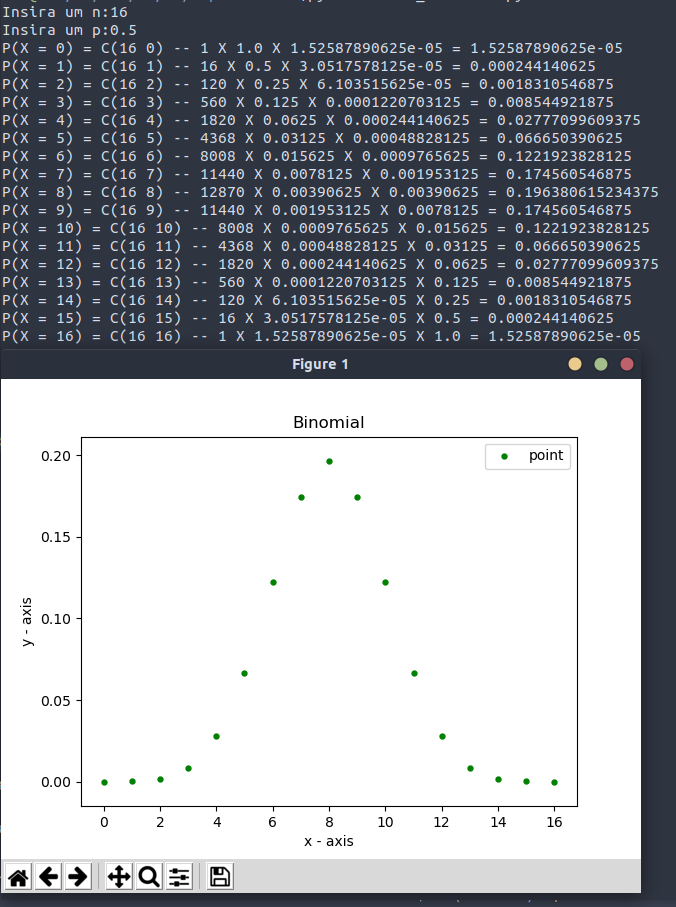 Insira um n:16
Insira um p:0.5
P(X = 0) = C(16 0) -- 1 X 1.0 X 1.52587890625e-05 = 1.52587890625e-05
P(X = 1) = C(16 1) -- 16 X 0.5 X 3.0517578125e-05 = 0.000244140625
P(X = 2) = C(16 2) -- 120 X 0.25 X 6.103515625e-05 = 0.0018310546875
P(X = 3) = C(16 3) -- 560 X 0.125 X 0.0001220703125 = 0.008544921875
P(X = 4) = C(16 4) -- 1820 X 0.0625 X 0.000244140625 = 0.02777099609375
P(X = 5) = C(16 5) -- 4368 X 0.03125 X 0.00048828125 = 0.066650390625
P(X = 6) = C(16 6) -- 8008 X 0.015625 X 0.0009765625 = 0.1221923828125
P(X = 7) = C(16 7) -- 11440 X 0.0078125 X 0.001953125 = 0.174560546875
P(X = 8) = C(16 8) -- 12870 X 0.00390625 X 0.00390625 = 0.196380615234375
P(X = 9) = C(16 9) -- 11440 X 0.001953125 X 0.0078125 = 0.174560546875
P(X = 10) = C(16 10) -- 8008 X 0.0009765625 X 0.015625 = 0.1221923828125
P(X = 11) = C(16 11) -- 4368 X 0.00048828125 X 0.03125 = 0.066650390625
P(X = 12) = C(16 12) -- 1820 X 0.000244140625 X 0.0625 = 0.02777099609375
P(X = 13) = C(16 13) -- 560 X 0.0001220703125 X 0.125 = 0.008544921875
P(X = 14) = C(16 14) -- 120 X 6.103515625e-05 X 0.25 = 0.0018310546875
P(X = 15) = C(16 15) -- 16 X 3.0517578125e-05 X 0.5 = 0.000244140625
P(X = 16) = C(16 16) -- 1 X 1.52587890625e-05 X 1.0 = 1.52587890625e-05
Figure 1
Binomial
point
0.20
0.15
0.10
0.05
0.00
y - axis
0 2 4 6 8 10 12 14 16
x - axis